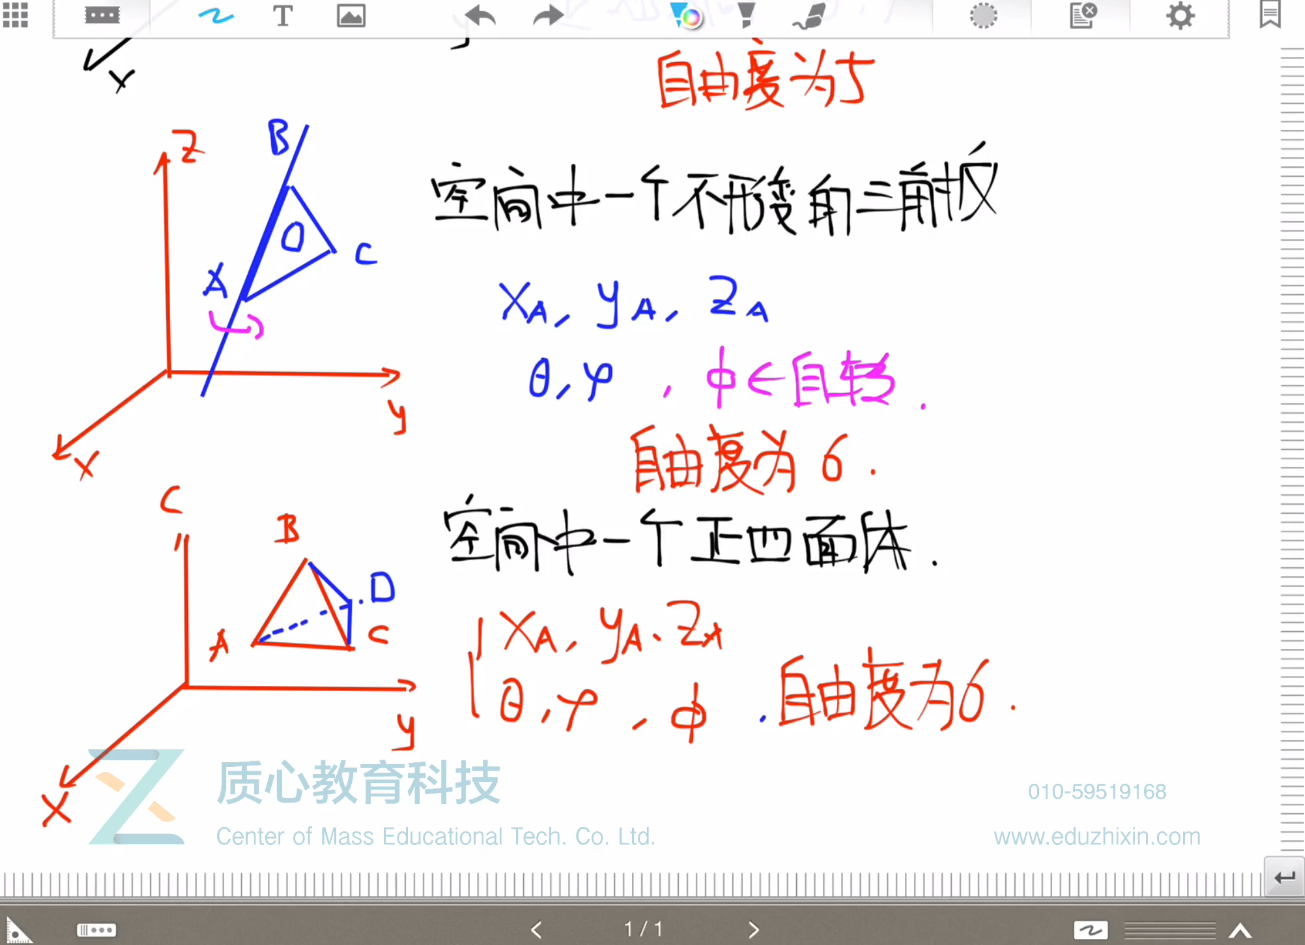 T
x
自由度为5
z
B
O
C
A
y
x
空间中一个不形变的三角板
xA, yA, zA
θ, φ, ϕ←自转.
自由度为6.
C
B
D
A
C
y
x
空间中一个正四面体.
xA, yA、zA
θ, φ, ϕ. 自由度为6.
质心教育科技
Center of Mass Educational Tech. Co. Ltd.
010-59519168
www.eduzhixin.com
1 / 1